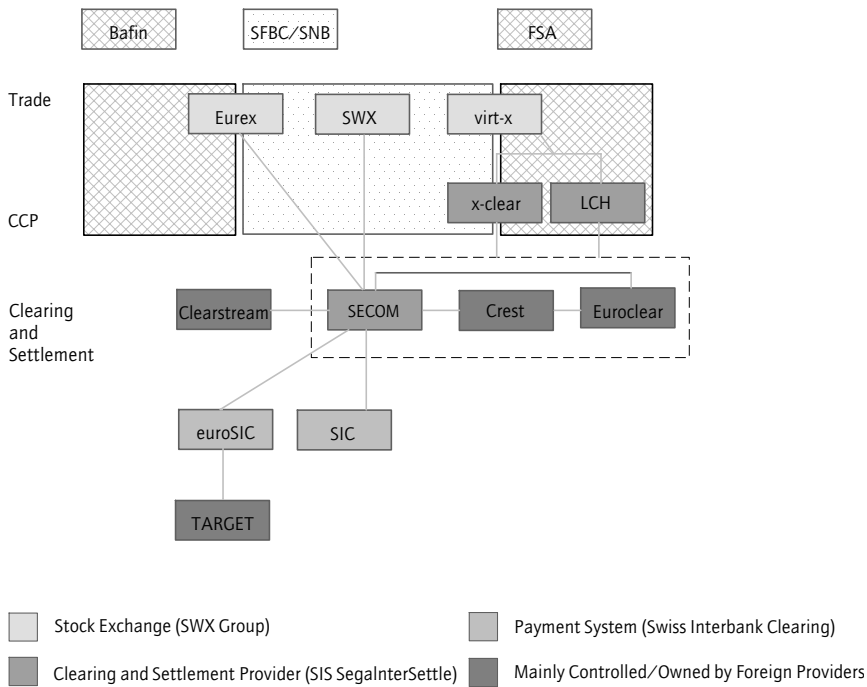 Bafin
SFBC/SNB
FSA
Trade
Eurex
SWX
virt-x
x-clear
LCH
CCP
Clearing
and
Settlement
Clearstream
SECOM
Crest
Euroclear
euroSIC
SIC
TARGET
Stock Exchange (SWX Group)
Payment System (Swiss Interbank Clearing)
Clearing and Settlement Provider (SIS SegaInterSettle)
Mainly Controlled/Owned by Foreign Providers